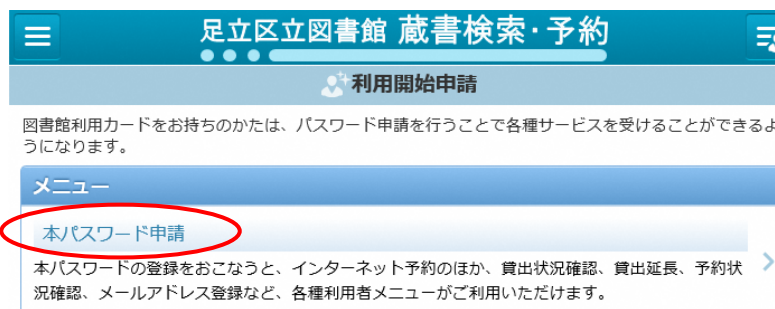 足立区立図書館 蔵書検索・予約
利用開始申請
図書館利用カードをお持ちのかたは、パスワード申請を行うことで各種サービスを受けることができるよ
うになります。
メニュー
本パスワード申請
本パスワードの登録をおこなうと、インターネット予約のほか、貸出状況確認、貸出延長、予約状
況確認、メールアドレス登録など、各種利用者メニューがご利用いただけます。